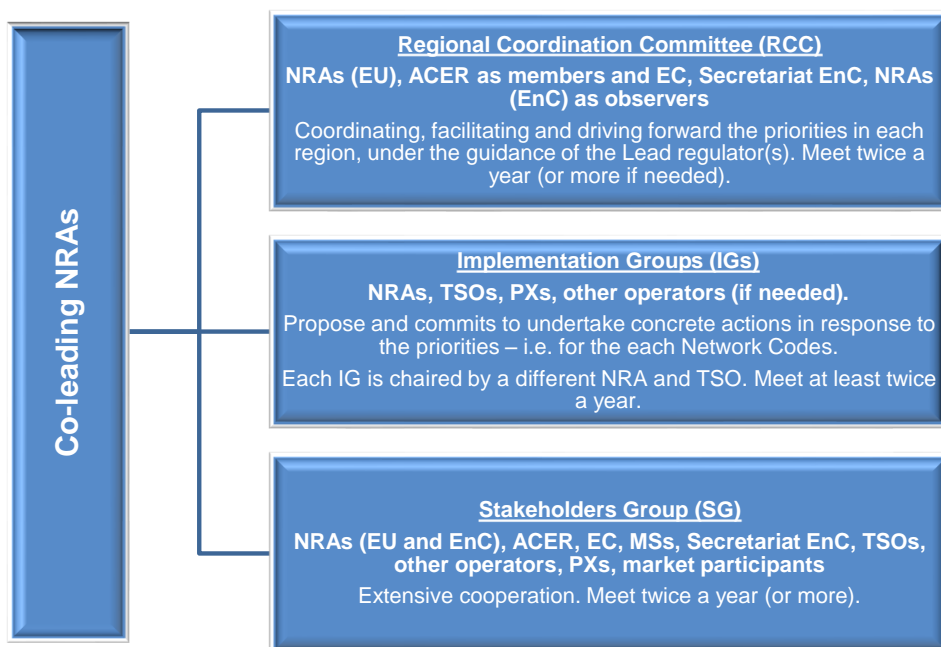 Co-leading NRAs
Regional Coordination Committee (RCC)
NRAs (EU), ACER as members and EC, Secretariat EnC, NRAs
(EnC) as observers
Coordinating, facilitating and driving forward the priorities in each
region, under the guidance of the Lead regulator(s). Meet twice a
year (or more if needed).
Implementation Groups (IGs)
NRAs, TSOs, PXs, other operators (if needed).
Propose and commits to undertake concrete actions in response to
the priorities – i.e. for the each Network Codes.
Each IG is chaired by a different NRA and TSO. Meet at least twice
a year.
Stakeholders Group (SG)
NRAs (EU and EnC), ACER, EC, MSs, Secretariat EnC, TSOs,
other operators, PXs, market participants
Extensive cooperation. Meet twice a year (or more).